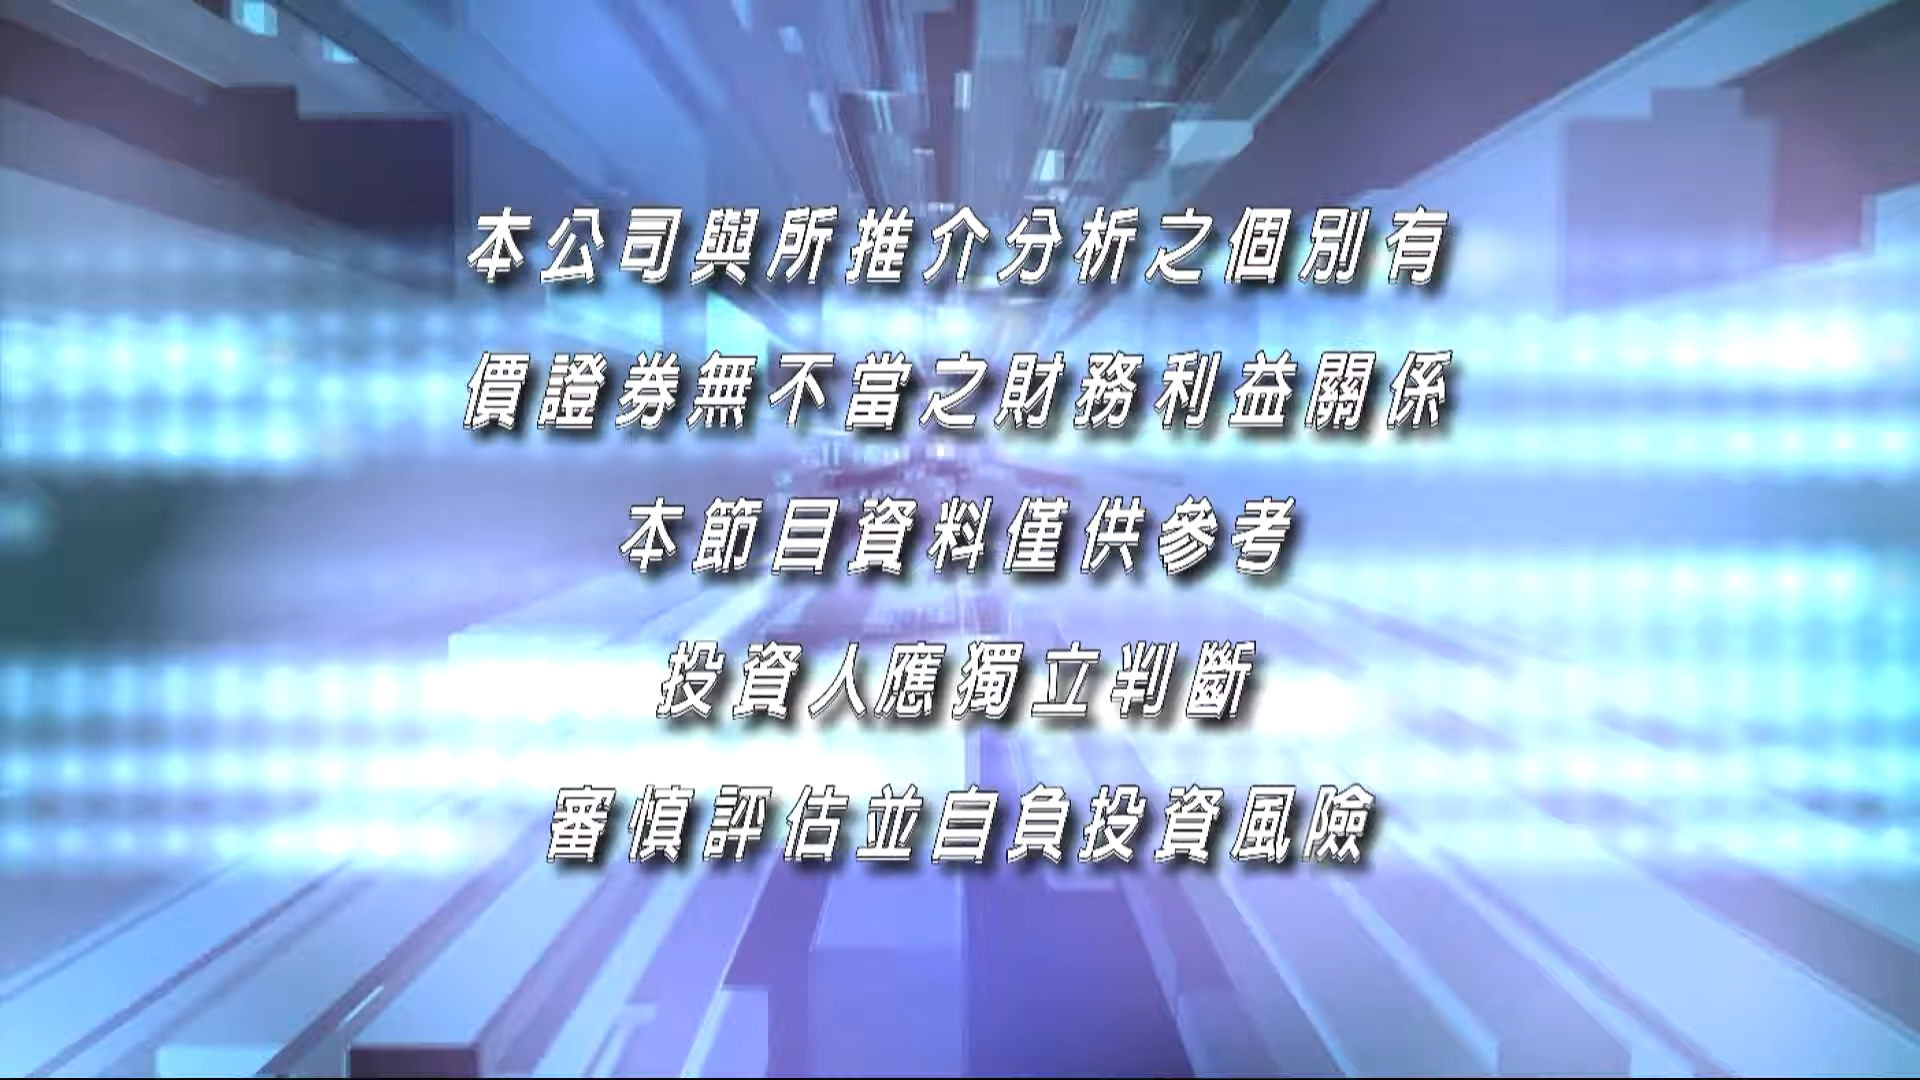 本公司與所推介分析之個別有
價證券無不當之財務利益關係
本節目資料僅供參考
投資人應獨立判斷
審慎評估並自負投資風險